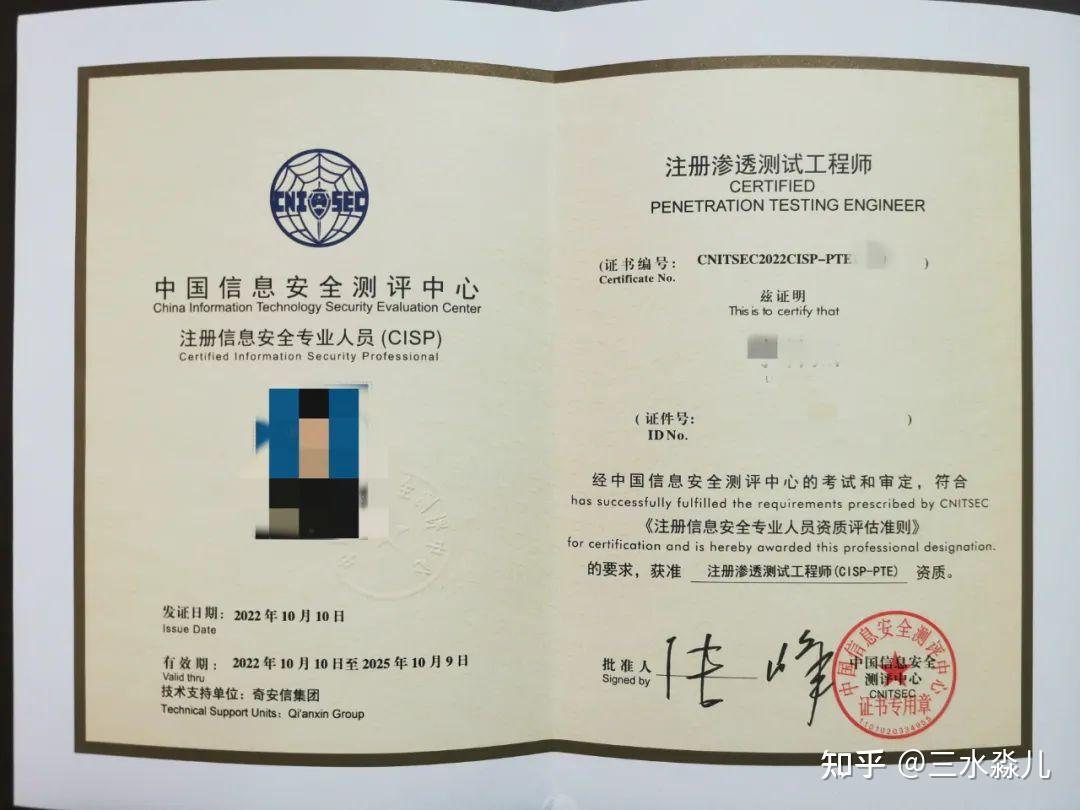 CNITSEC
中国信息安全测评中心
China Information Technology Security Evaluation Center
注册信息安全专业人员 (CISP)
Certified Information Security Professional
发证日期：2022 年 10 月 10 日
Issue Date
有效期：2022 年 10 月 10 日至 2025 年 10 月 9 日
Valid thru
技术支持单位：奇安信集团
Technical Support Units：Qi'anxin Group
注册渗透测试工程师
CERTIFIED
PENETRATION TESTING ENGINEER
(证书编号：CNITSEC2022CISP-PTE )
Certificate No.
兹证明
This is to certify that
(证件号： )
ID No.
经中国信息安全测评中心的考试和审定，符合
has successfully fulfilled the requirements prescribed by CNITSEC
《注册信息安全专业人员资质评估准则》
for certification and is hereby awarded this professional designation.
的要求，获准 注册渗透测试工程师(CISP-PTE) 资质。
批准人
Signed by
中国信息安全
测评中心
CNITSEC
中国信息安全测评中心
证书专用章
1101020334955
知乎 @三水淼儿